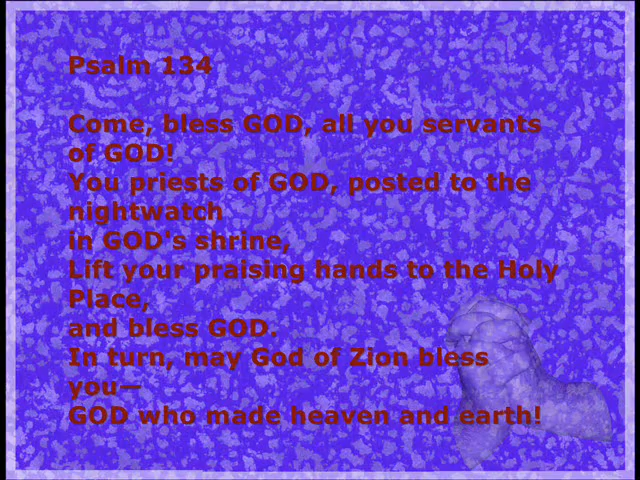 Psalm 134
Come, bless GOD, all you servants
of GOD!
You priests of GOD, posted to the
nightwatch
in GOD's shrine,
Lift your praising hands to the Holy
Place,
and bless GOD.
In turn, may God of Zion bless
you—
GOD who made heaven and earth!